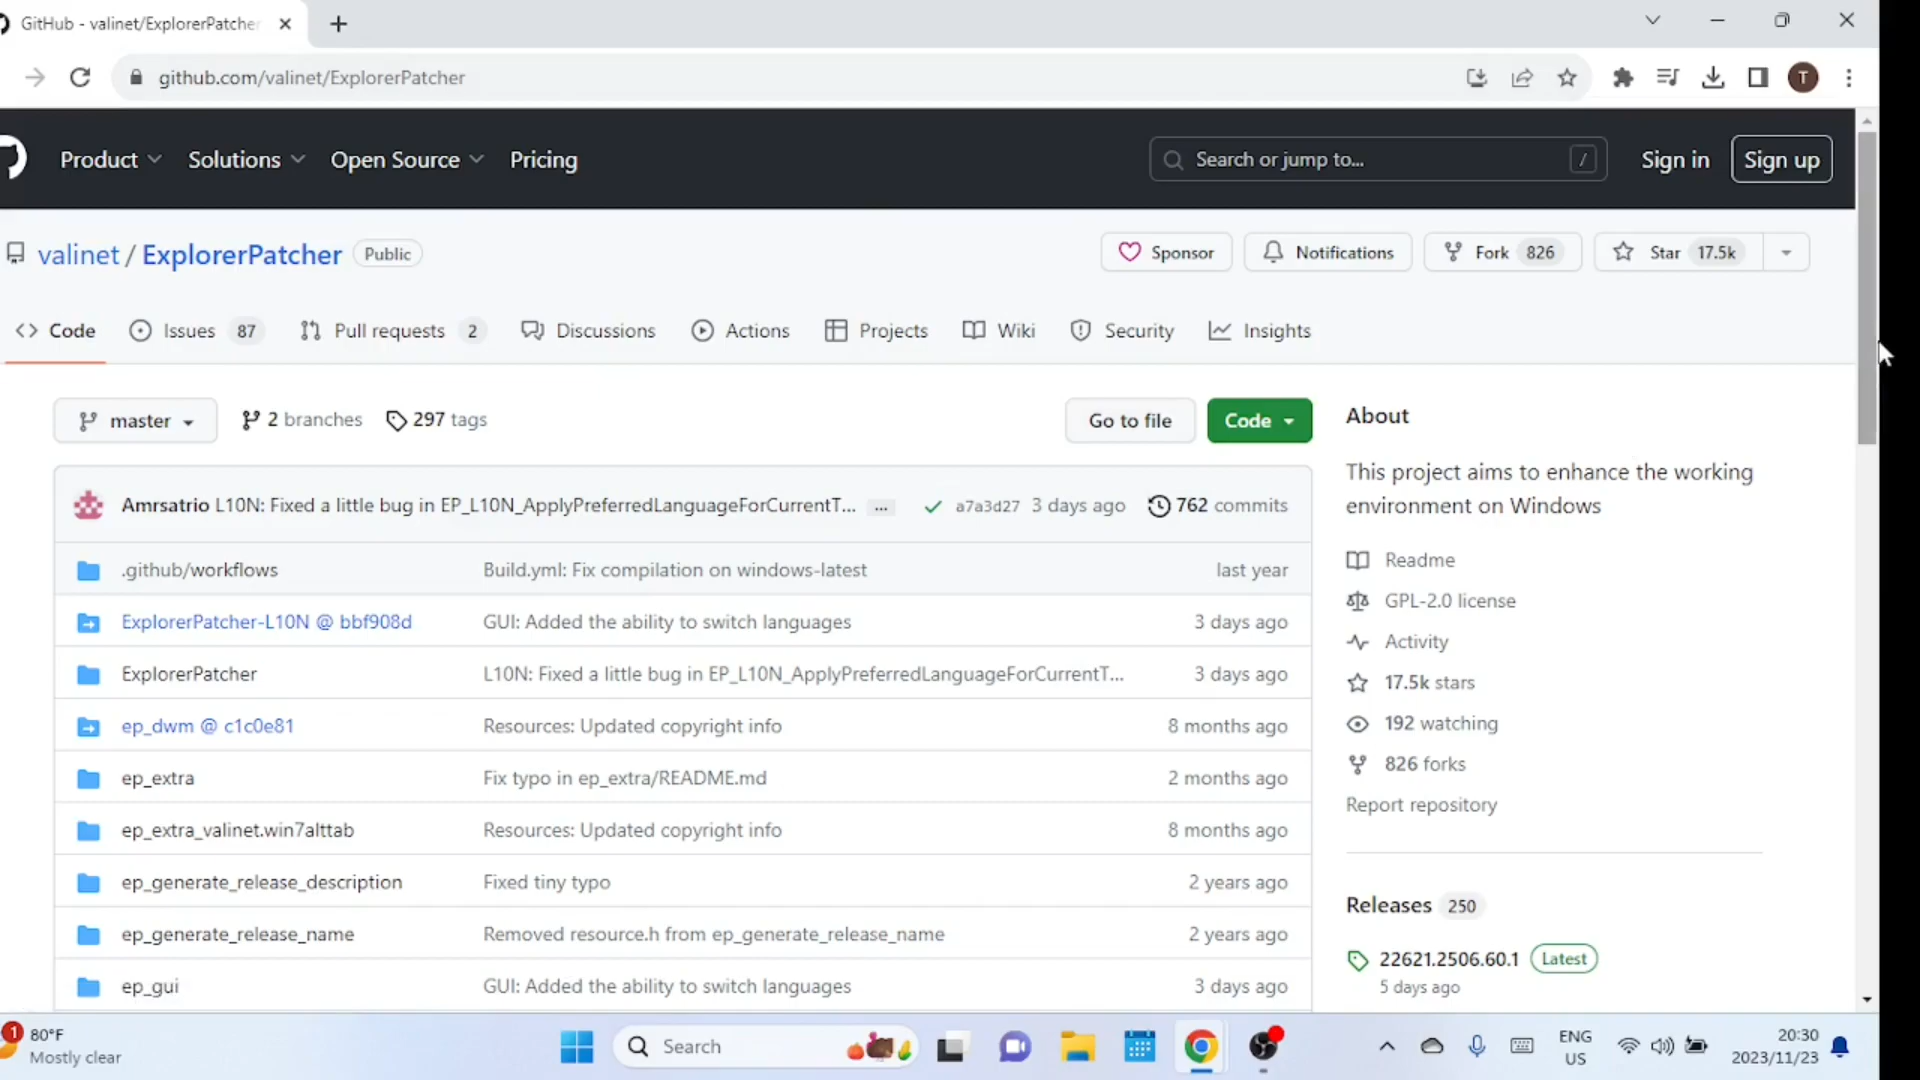 GitHub - valinet/ExplorerPatcher
github.com/valinet/ExplorerPatcher
T
Product Solutions Open Source Pricing
Search or jump to... /
Sign in Sign up
valinet / ExplorerPatcher Public
Sponsor Notifications Fork 826 Star 17.5k
Code Issues 87 Pull requests 2 Discussions Actions Projects Wiki Security Insights
master 2 branches 297 tags Go to file Code
Amrsatrio L10N: Fixed a little bug in EP_L10N_ApplyPreferredLanguageForCurrentT... ... a7a3d27 3 days ago 762 commits
.github/workflows Build.yml: Fix compilation on windows-latest last year
ExplorerPatcher-L10N @ bbf908d GUI: Added the ability to switch languages 3 days ago
ExplorerPatcher L10N: Fixed a little bug in EP_L10N_ApplyPreferredLanguageForCurrentT... 3 days ago
ep_dwm @ c1c0e81 Resources: Updated copyright info 8 months ago
ep_extra Fix typo in ep_extra/README.md 2 months ago
ep_extra_valinet.win7alttab Resources: Updated copyright info 8 months ago
ep_generate_release_description Fixed tiny typo 2 years ago
ep_generate_release_name Removed resource.h from ep_generate_release_name 2 years ago
ep_gui GUI: Added the ability to switch languages 3 days ago
About
This project aims to enhance the working
environment on Windows
Readme
GPL-2.0 license
Activity
17.5k stars
192 watching
826 forks
Report repository
Releases 250
22621.2506.60.1 Latest
5 days ago
1
80°F
Mostly clear
Search
ENG
US
20:30
2023/11/23